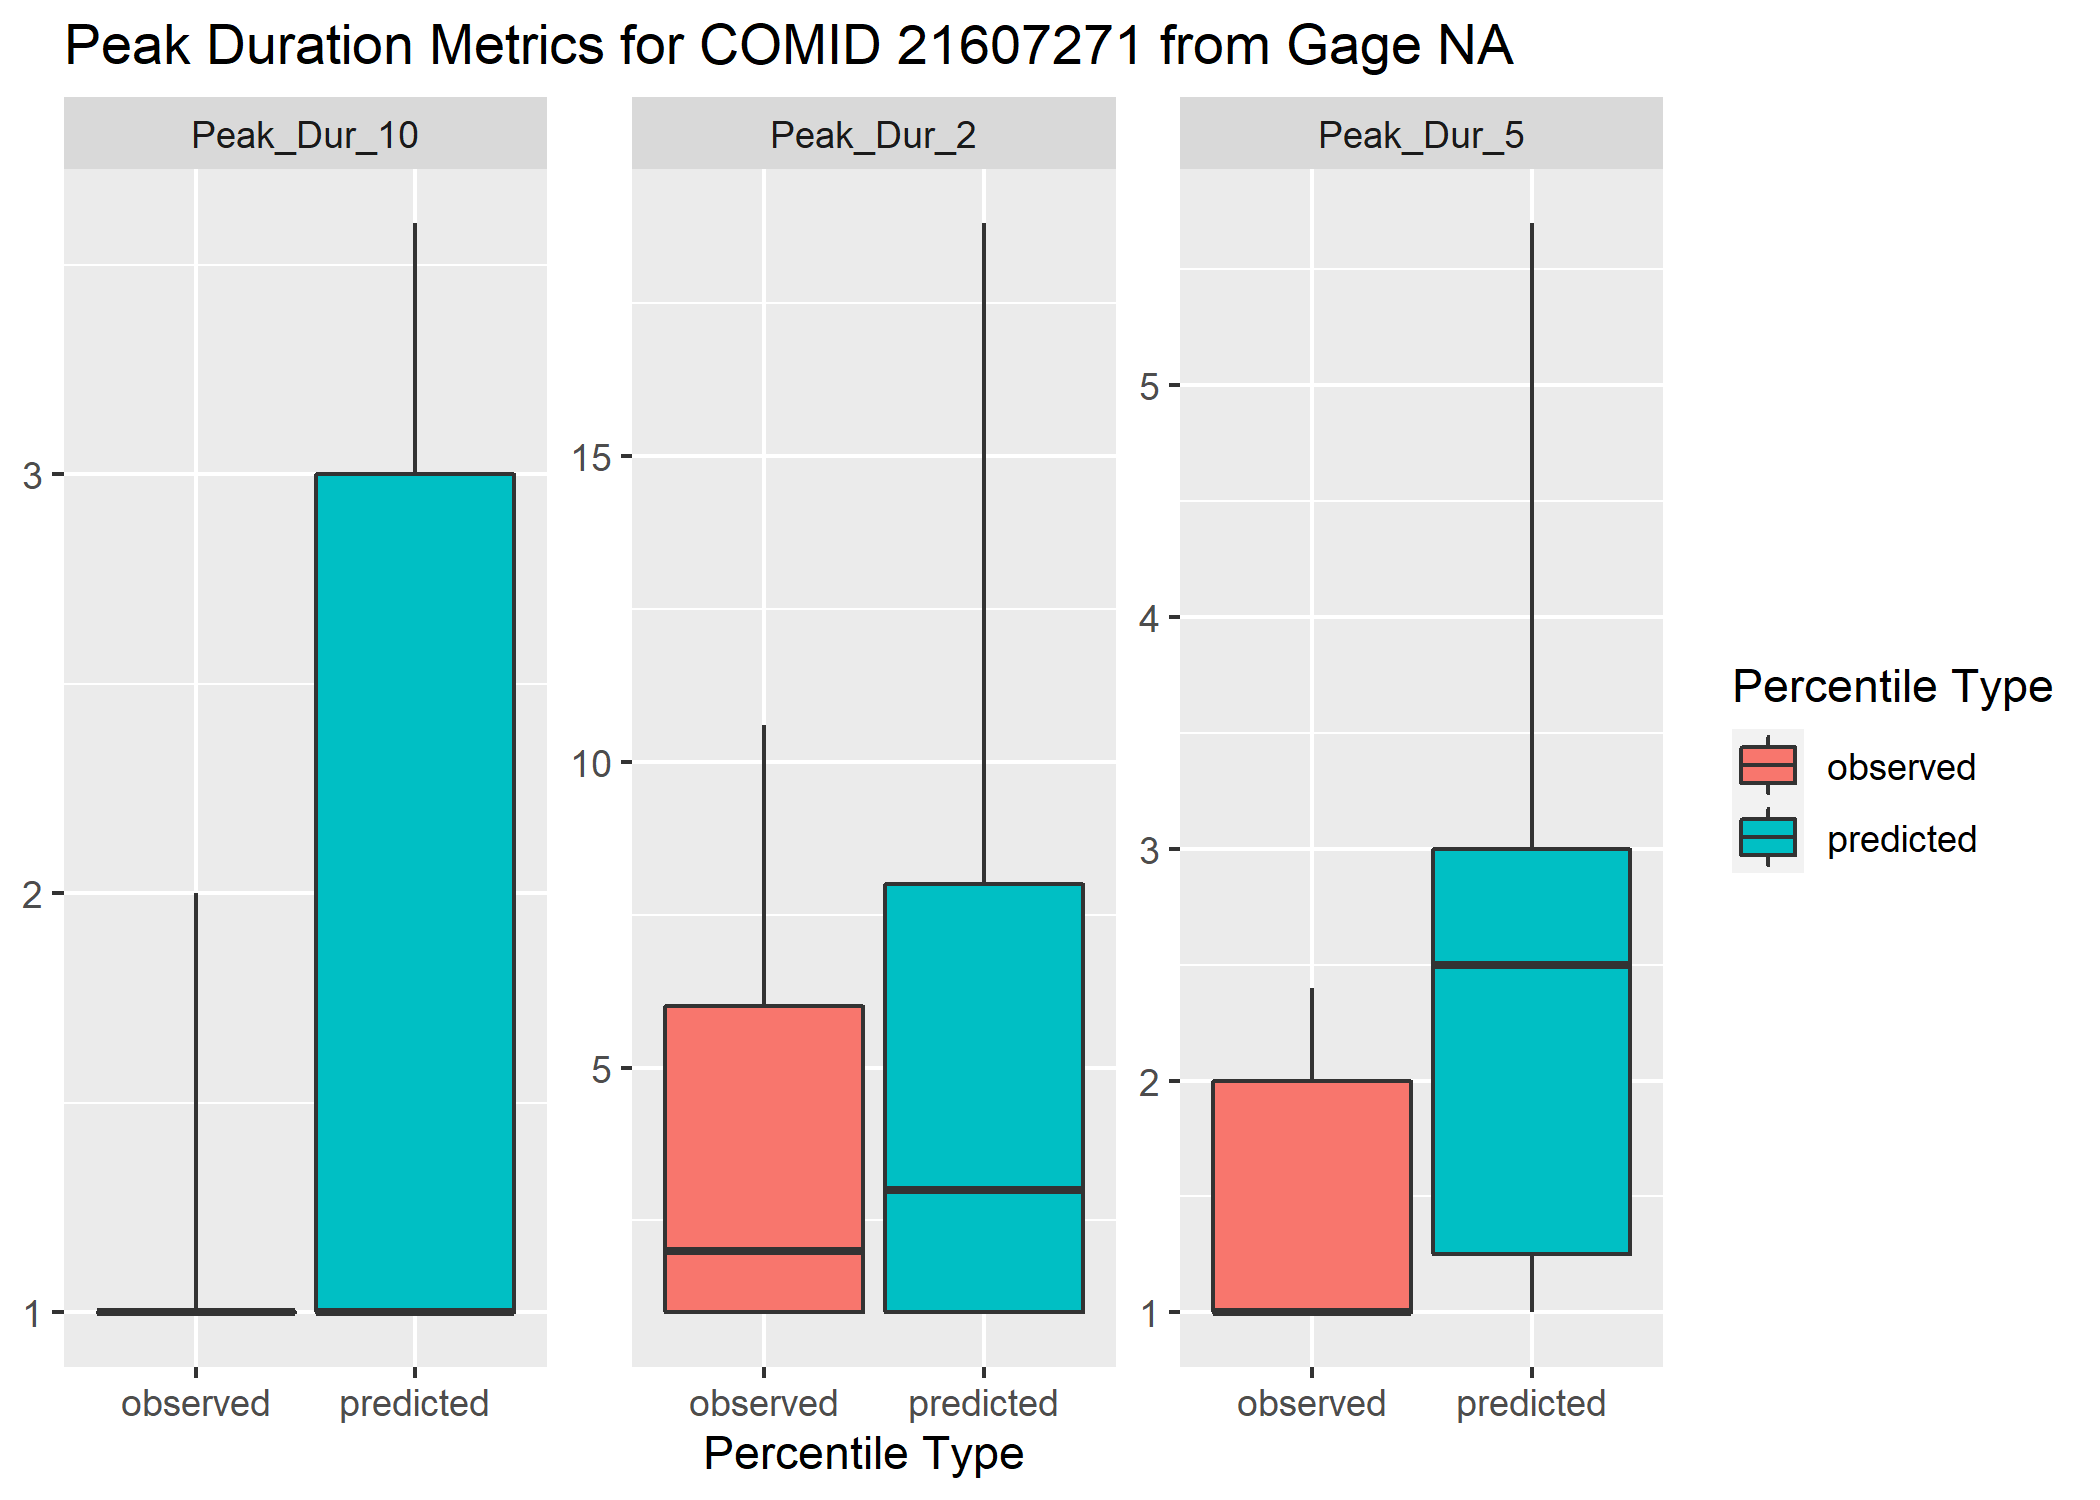 Peak Duration Metrics for COMID 21607271 from Gage NA
Peak_Dur_10
Peak_Dur_2
Peak_Dur_5
3
2
1
15
10
5
5
4
3
2
1
observed predicted
observed predicted
observed predicted
Percentile Type
Percentile Type
observed
predicted